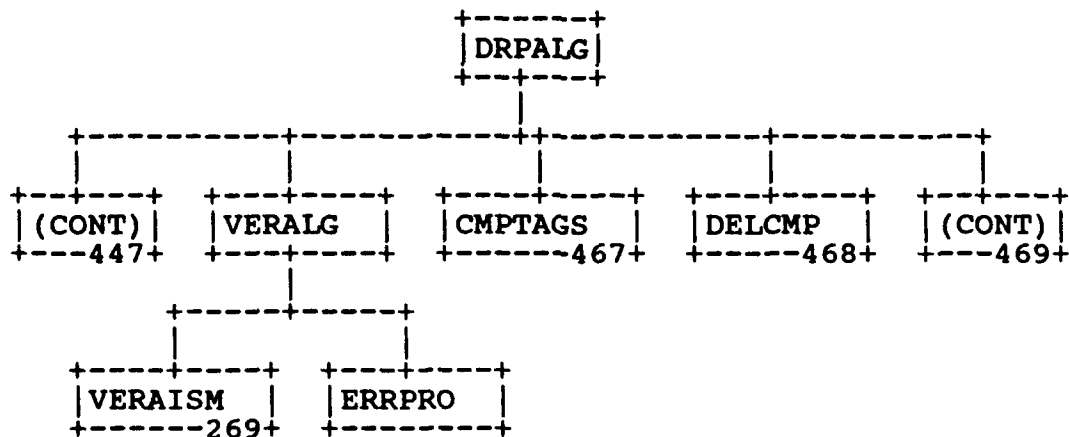 DRPALG
(CONT) VERALG CMPTAGS DELCMP (CONT)
447 467 468 469
VERAISM ERRPRO
269